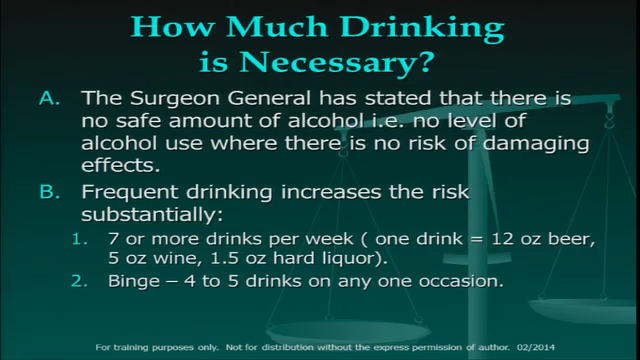 How Much Drinking
is Necessary?
A. The Surgeon General has stated that there is
no safe amount of alcohol i.e. no level of
alcohol use where there is no risk of damaging
effects.
B. Frequent drinking increases the risk
substantially:
1. 7 or more drinks per week ( one drink = 12 oz beer,
5 oz wine, 1.5 oz hard liquor).
2. Binge – 4 to 5 drinks on any one occasion.
For training purposes only. Not for distribution without the express permission of author. 02/2014